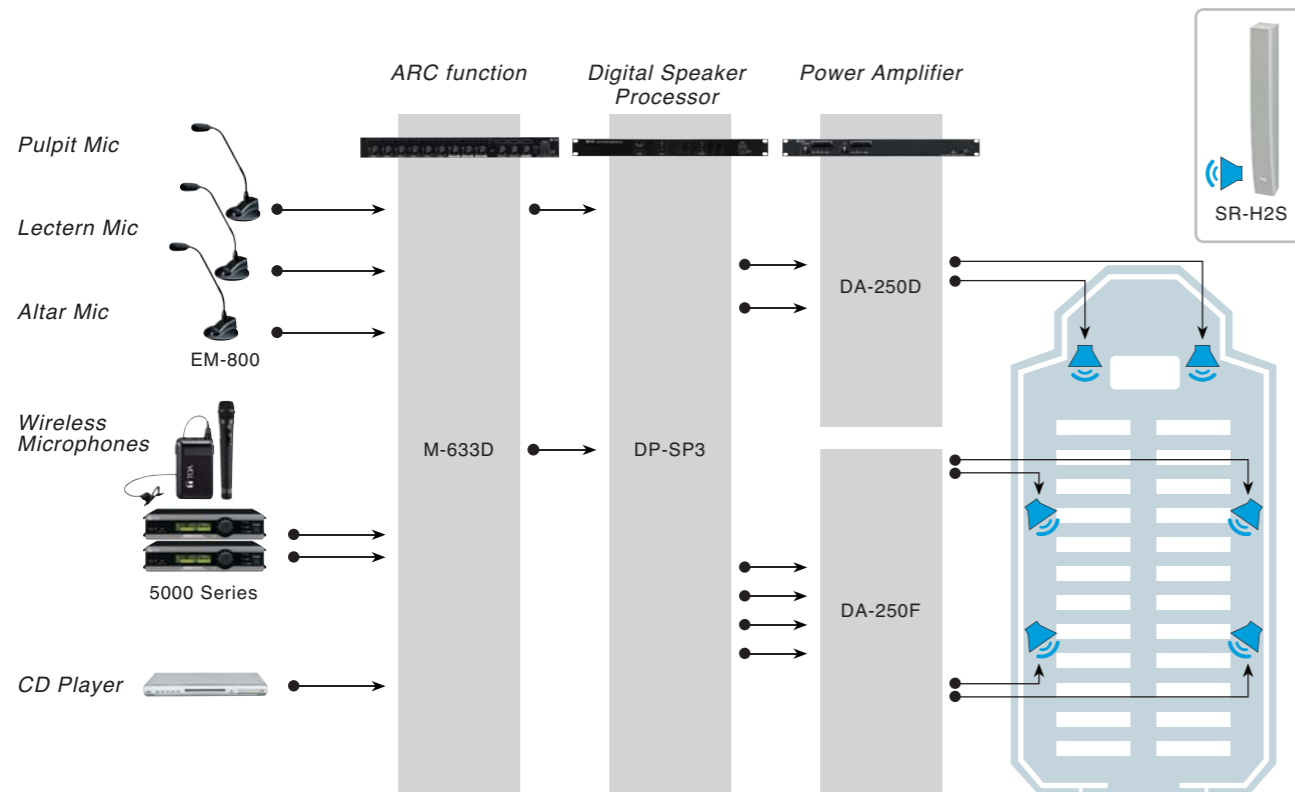 ARC function
Digital Speaker
Processor
Power Amplifier
SR-H2S
Pulpit Mic
Lectern Mic
Altar Mic
EM-800
DA-250D
Wireless
Microphones
TOA
M-633D
DP-SP3
5000 Series
DA-250F
CD Player